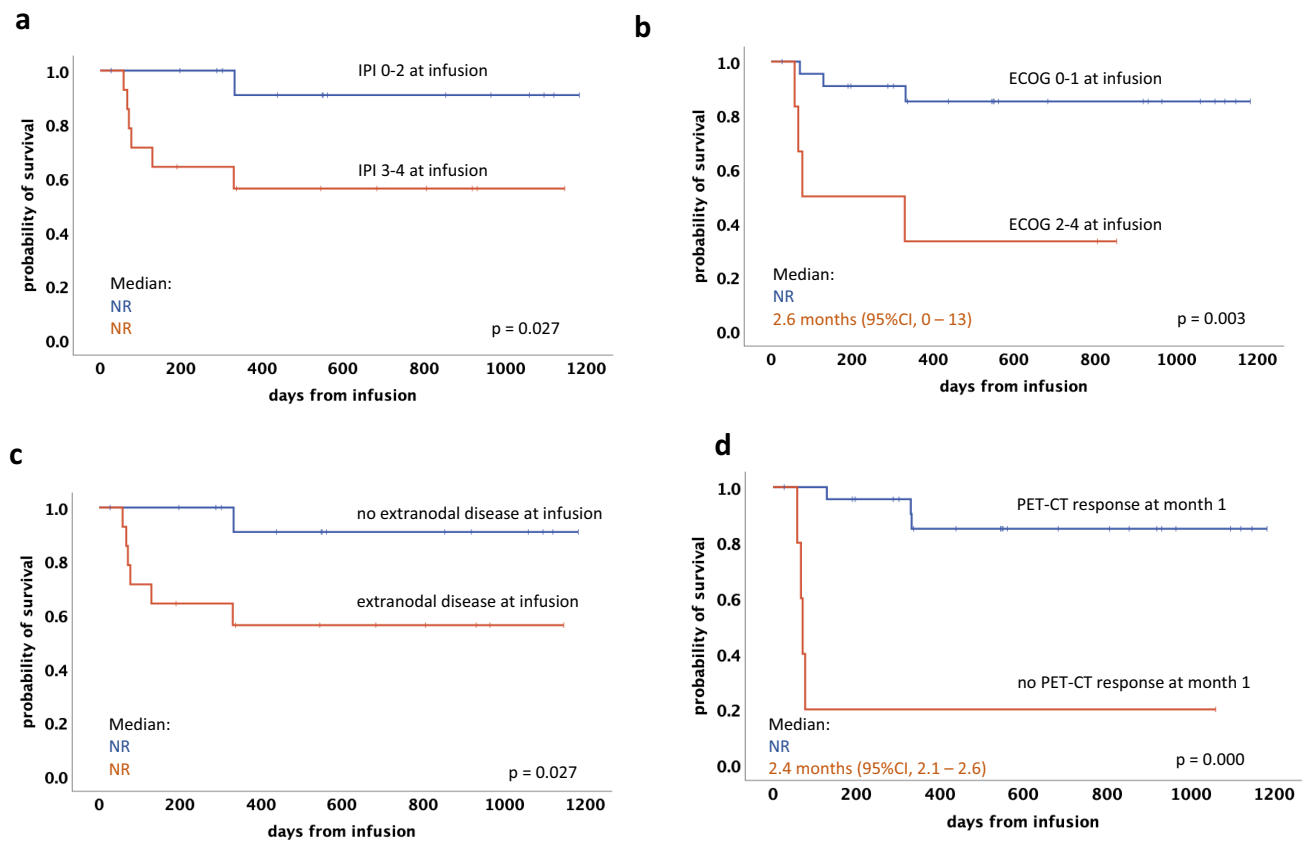 a
1.0
0.8
0.6
0.4
0.2
0.0
probability of survival
IPI 0-2 at infusion
IPI 3-4 at infusion
Median:
NR
NR
p = 0.027
0 200 400 600 800 1000 1200
days from infusion
b
1.0
0.8
0.6
0.4
0.2
0.0
probability of survival
ECOG 0-1 at infusion
ECOG 2-4 at infusion
Median:
NR
2.6 months (95%CI, 0 – 13)
p = 0.003
0 200 400 600 800 1000 1200
days from infusion
c
1.0
0.8
0.6
0.4
0.2
0.0
probability of survival
no extranodal disease at infusion
extranodal disease at infusion
Median:
NR
NR
p = 0.027
0 200 400 600 800 1000 1200
days from infusion
d
1.0
0.8
0.6
0.4
0.2
0.0
probability of survival
PET-CT response at month 1
no PET-CT response at month 1
Median:
NR
2.4 months (95%CI, 2.1 – 2.6)
p = 0.000
0 200 400 600 800 1000 1200
days from infusion